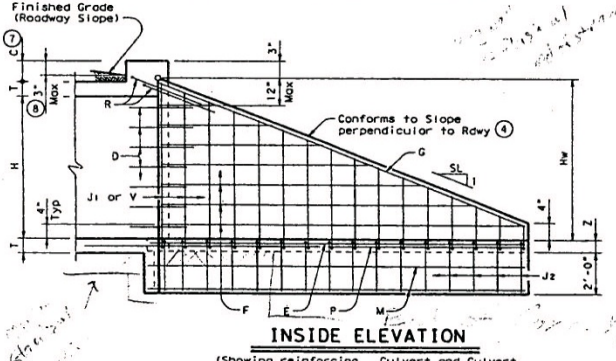 Finished Grade
(Roadway Slope)
7
C
3"
T
3"
Max
8
R
12"
Max
Conforms to Slope
perpendicular to Rdwy 4
G
SL
1
D
H
Hw
J1 or V
4"
Typ
4"
Z
T
2'-0"
J2
F
E
P
M
INSIDE ELEVATION
(Showing reinforcing. Culvert and Culvert